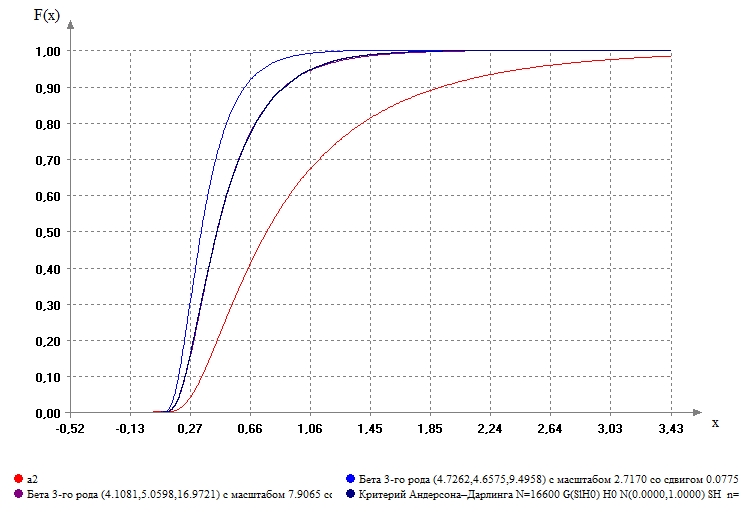 F(x)
1,00
0,90
0,80
0,70
0,60
0,50
0,40
0,30
0,20
0,10
0,00
-0,52 -0,13 0,27 0,66 1,06 1,45 1,85 2,24 2,64 3,03 3,43 x
a2 Бета 3-го рода (4.7262,4.6575,9.4958) с масштабом 2.7170 со сдвигом 0.0775
Бета 3-го рода (4.1081,5.0598,16.9721) с масштабом 7.9065 сс Критерий Андерсона–Дарлинга N=16600 G(S|H0) H0 N(0.0000,1.0000) SH n=